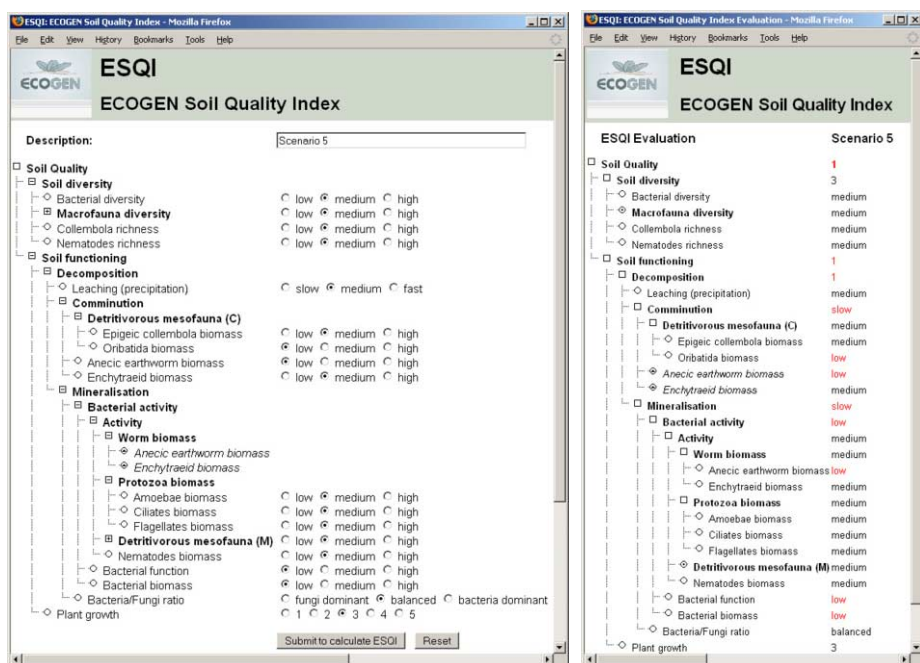 ESQI: ECOGEN Soil Quality Index - Mozilla Firefox
File Edit View History Bookmarks Tools Help
ECOGEN
ESQI
ECOGEN Soil Quality Index
Description: Scenario 5
Soil Quality
Soil diversity
Bacterial diversity low medium high
Macrofauna diversity low medium high
Collembola richness low medium high
Nematodes richness low medium high
Soil functioning
Decomposition
Leaching (precipitation) slow medium fast
Comminution
Detritivorous mesofauna (C)
Epigeic collembola biomass low medium high
Oribatida biomass low medium high
Anecic earthworm biomass low medium high
Enchytraeid biomass low medium high
Mineralisation
Bacterial activity
Activity
Worm biomass
Anecic earthworm biomass
Enchytraeid biomass
Protozoa biomass
Amoebae biomass low medium high
Ciliates biomass low medium high
Flagellates biomass low medium high
Detritivorous mesofauna (M) low medium high
Nematodes biomass low medium high
Bacterial function low medium high
Bacterial biomass low medium high
Bacteria/Fungi ratio fungi dominant balanced bacteria dominant
Plant growth 1 2 3 4 5
Submit to calculate ESQI Reset
ESQI: ECOGEN Soil Quality Index Evaluation - Mozilla Firefox
File Edit View History Bookmarks Tools Help
ECOGEN
ESQI
ECOGEN Soil Quality Index
ESQI Evaluation Scenario 5
Soil Quality 1
Soil diversity 3
Bacterial diversity medium
Macrofauna diversity medium
Collembola richness medium
Nematodes richness medium
Soil functioning 1
Decomposition 1
Leaching (precipitation) medium
Comminution slow
Detritivorous mesofauna (C) medium
Epigeic collembola biomass medium
Oribatida biomass low
Anecic earthworm biomass low
Enchytraeid biomass medium
Mineralisation slow
Bacterial activity low
Activity medium
Worm biomass medium
Anecic earthworm biomass low
Enchytraeid biomass medium
Protozoa biomass medium
Amoebae biomass medium
Ciliates biomass medium
Flagellates biomass medium
Detritivorous mesofauna (M) medium
Nematodes biomass medium
Bacterial function low
Bacterial biomass low
Bacteria/Fungi ratio balanced
Plant growth 3